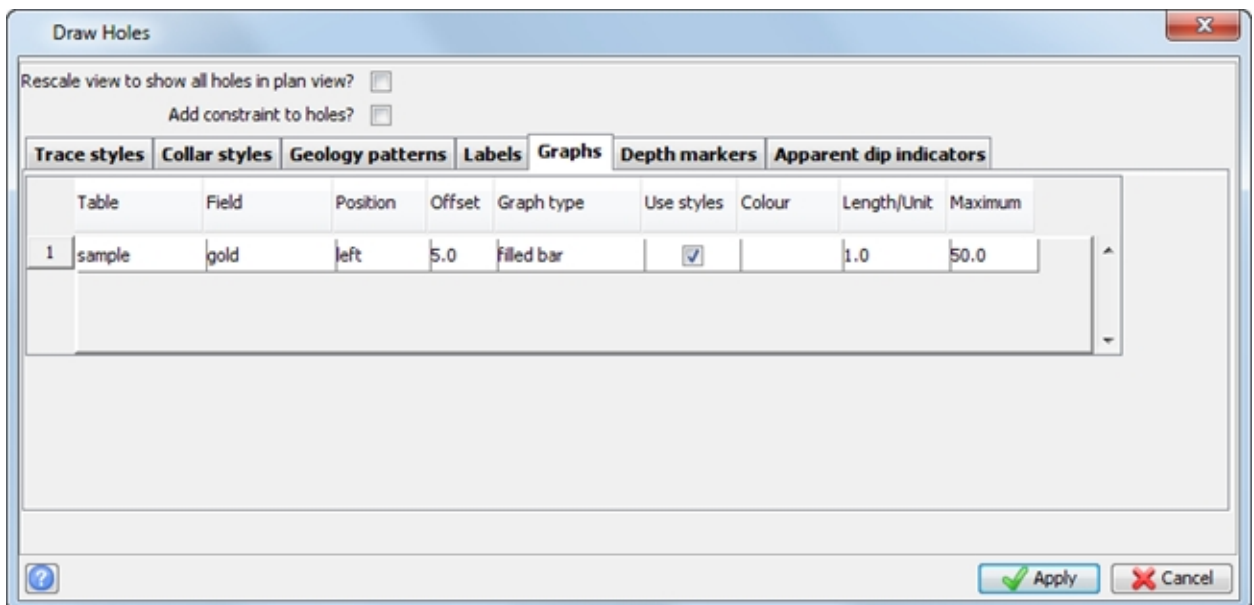 Draw Holes
Rescale view to show all holes in plan view?
Add constraint to holes?
Trace styles Collar styles Geology patterns Labels Graphs Depth markers Apparent dip indicators
Table Field Position Offset Graph type Use styles Colour Length/Unit Maximum
1 sample gold left 5.0 filled bar 1.0 50.0
? Apply Cancel